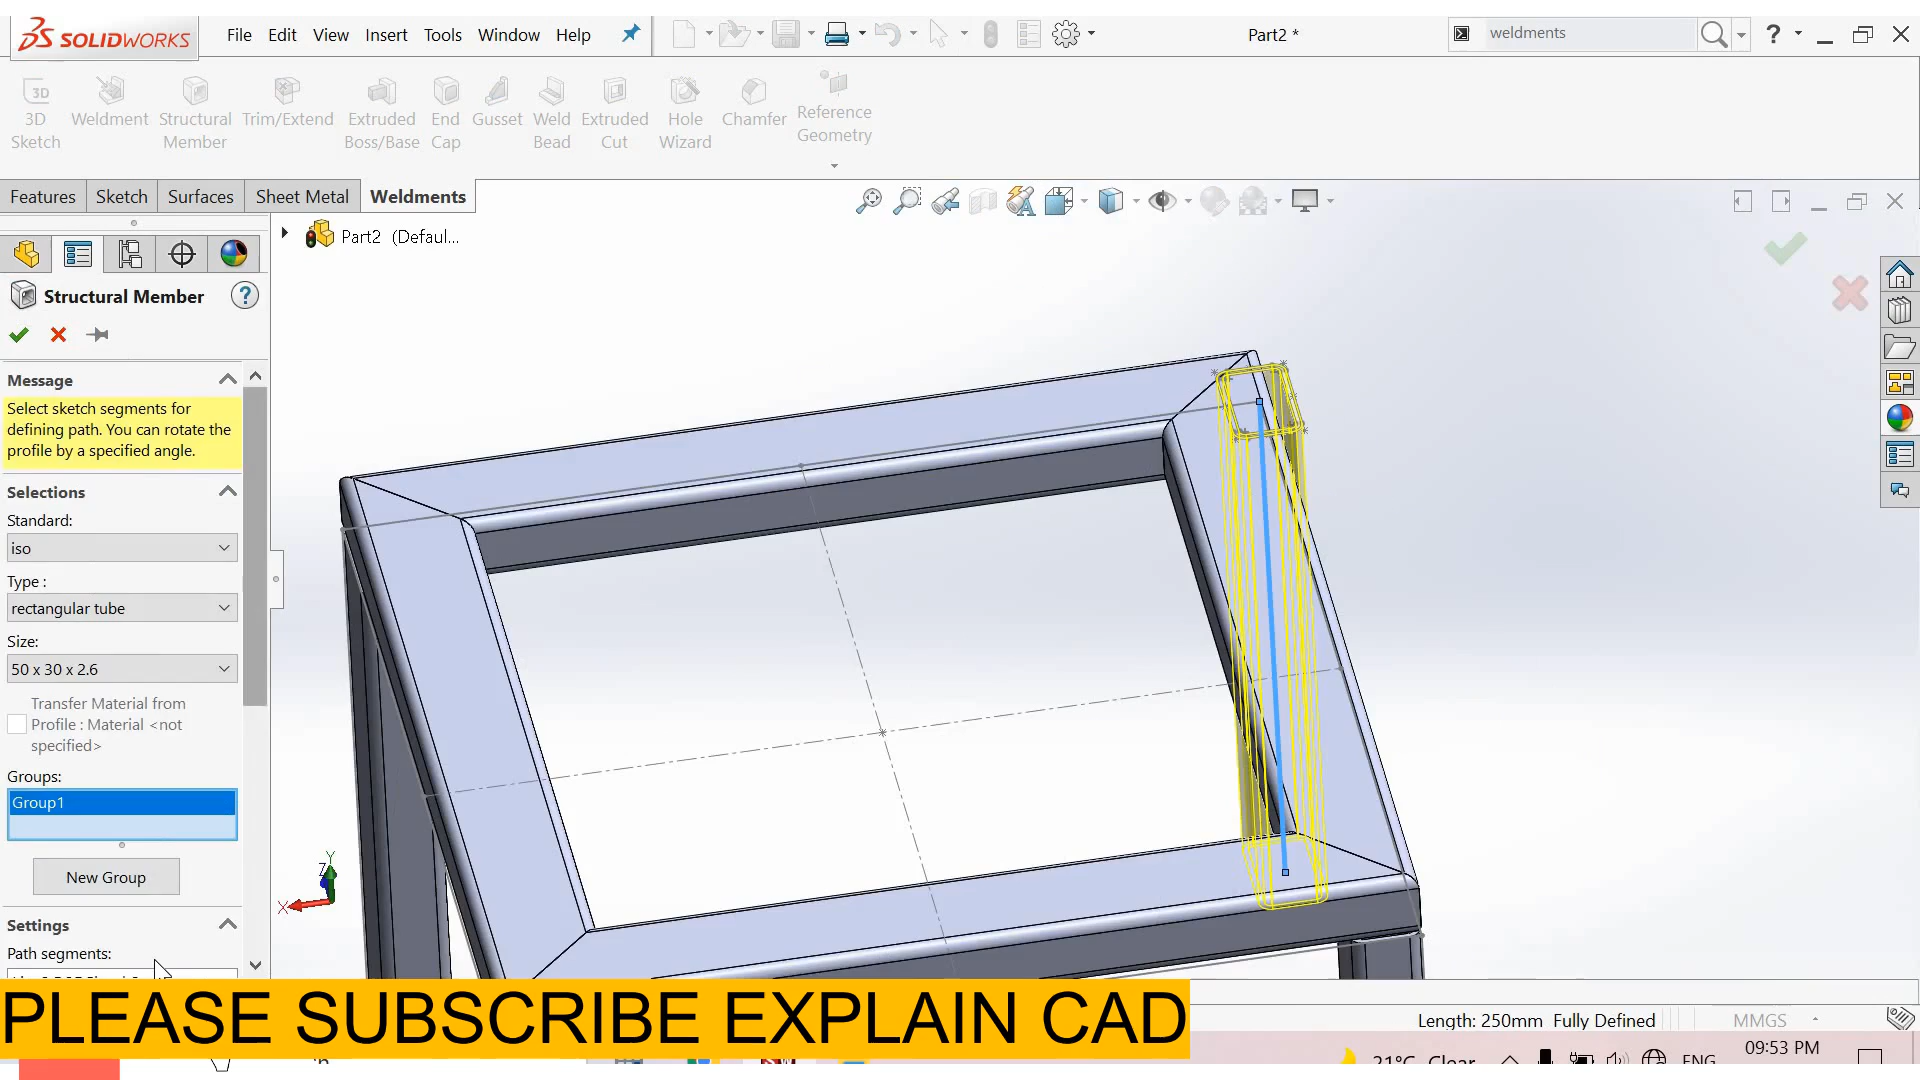 SOLIDWORKS File Edit View Insert Tools Window Help Part2 * weldments ?
3D Sketch
Weldment
Structural Member
Trim/Extend
Extruded Boss/Base
End Cap
Gusset
Weld Bead
Extruded Cut
Hole Wizard
Chamfer
Reference Geometry
Features Sketch Surfaces Sheet Metal Weldments
Part2 (Defaul...
Structural Member ?
Message
Select sketch segments for
defining path. You can rotate the
profile by a specified angle.
Selections
Standard:
iso
Type :
rectangular tube
Size:
50 x 30 x 2.6
Transfer Material from
Profile : Material <not
specified>
Groups:
Group1
New Group
Settings
Path segments:
Y
Z
X
PLEASE SUBSCRIBE EXPLAIN CAD
Length: 250mm Fully Defined MMGS
21°C Clear ENG 09:53 PM